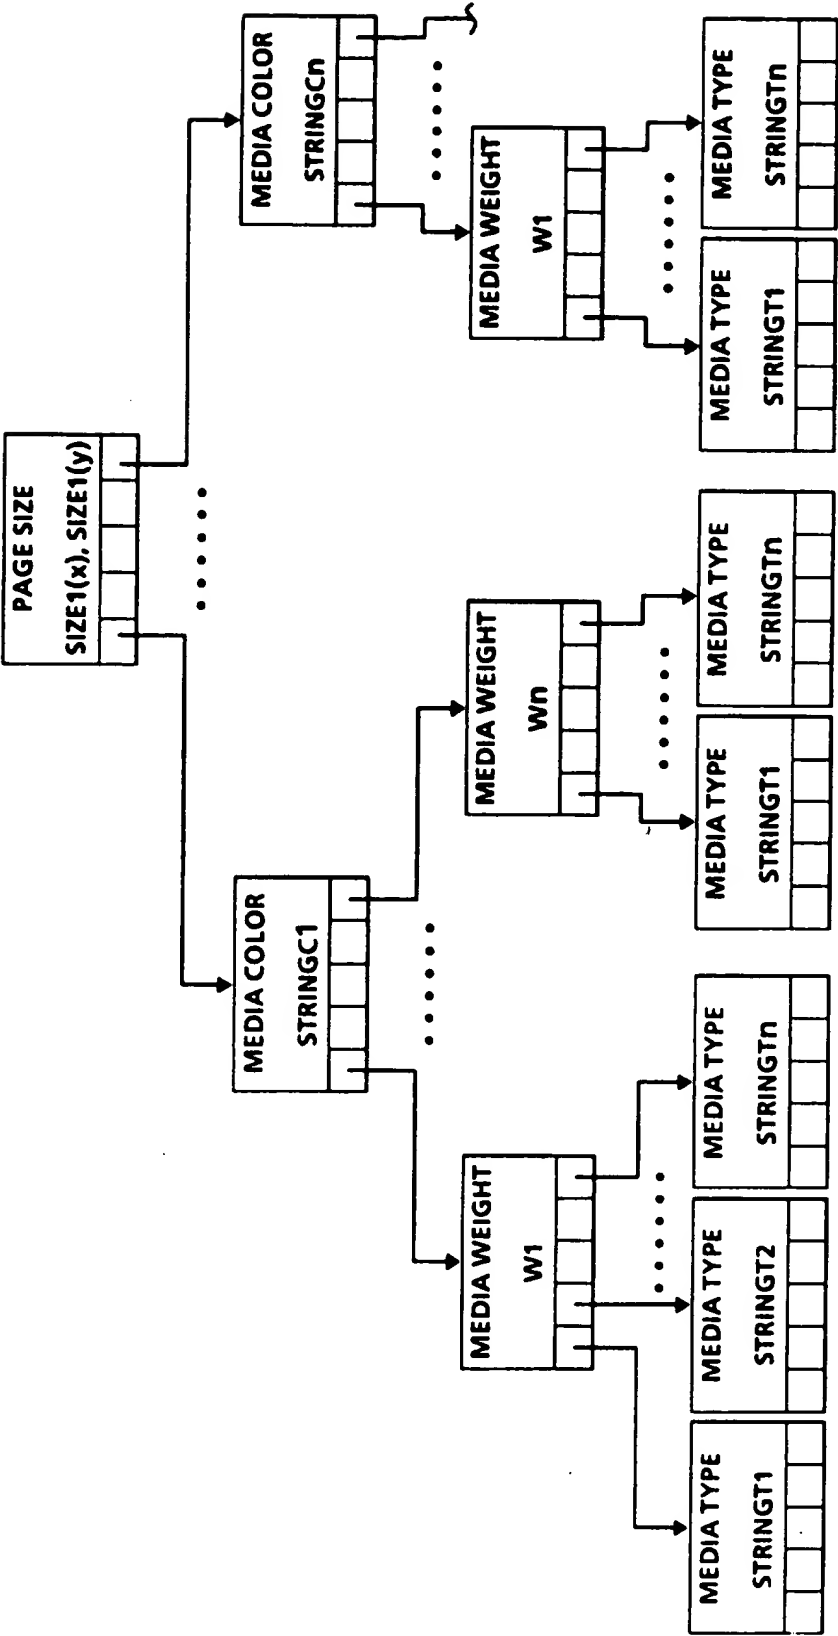 PAGE SIZE
SIZE1(x), SIZE1(y)
MEDIA COLOR
STRINGC1
MEDIA COLOR
STRINGCn
MEDIA WEIGHT
W1
MEDIA WEIGHT
Wn
MEDIA WEIGHT
W1
MEDIA TYPE
STRINGT1
MEDIA TYPE
STRINGT2
MEDIA TYPE
STRINGTn
MEDIA TYPE
STRINGT1
MEDIA TYPE
STRINGTn
MEDIA TYPE
STRINGT1
MEDIA TYPE
STRINGTn